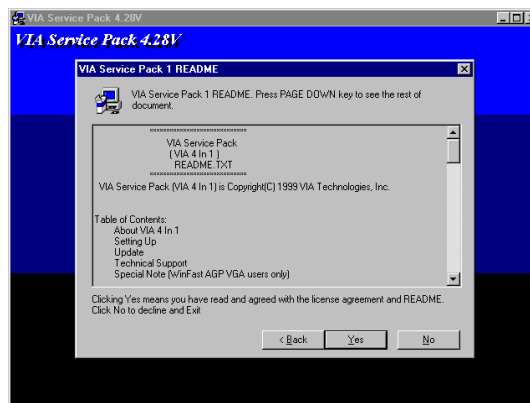 VIA Service Pack 4.28V
VIA Service Pack 4.28V
VIA Service Pack 1 README
VIA Service Pack 1 README. Press PAGE DOWN key to see the rest of
document.
VIA Service Pack
( VIA 4 In 1 )
README.TXT
VIA Service Pack (VIA 4 In 1) is Copyright(C) 1999 VIA Technologies, Inc.
Table of Contents:
About VIA 4 In 1
Setting Up
Update
Technical Support
Special Note (WinFast AGP VGA users only)
Clicking Yes means you have read and agreed with the license agreement and README.
Click No to decline and Exit
< Back
Yes
No